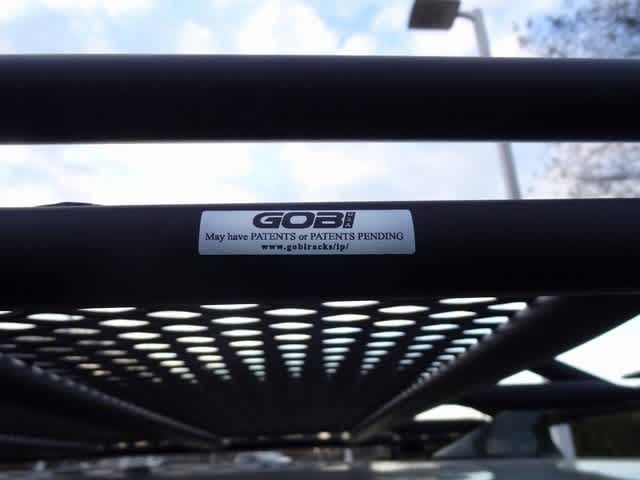 GOBI
May have PATENTS or PATENTS PENDING
www.gobiracks/ip/